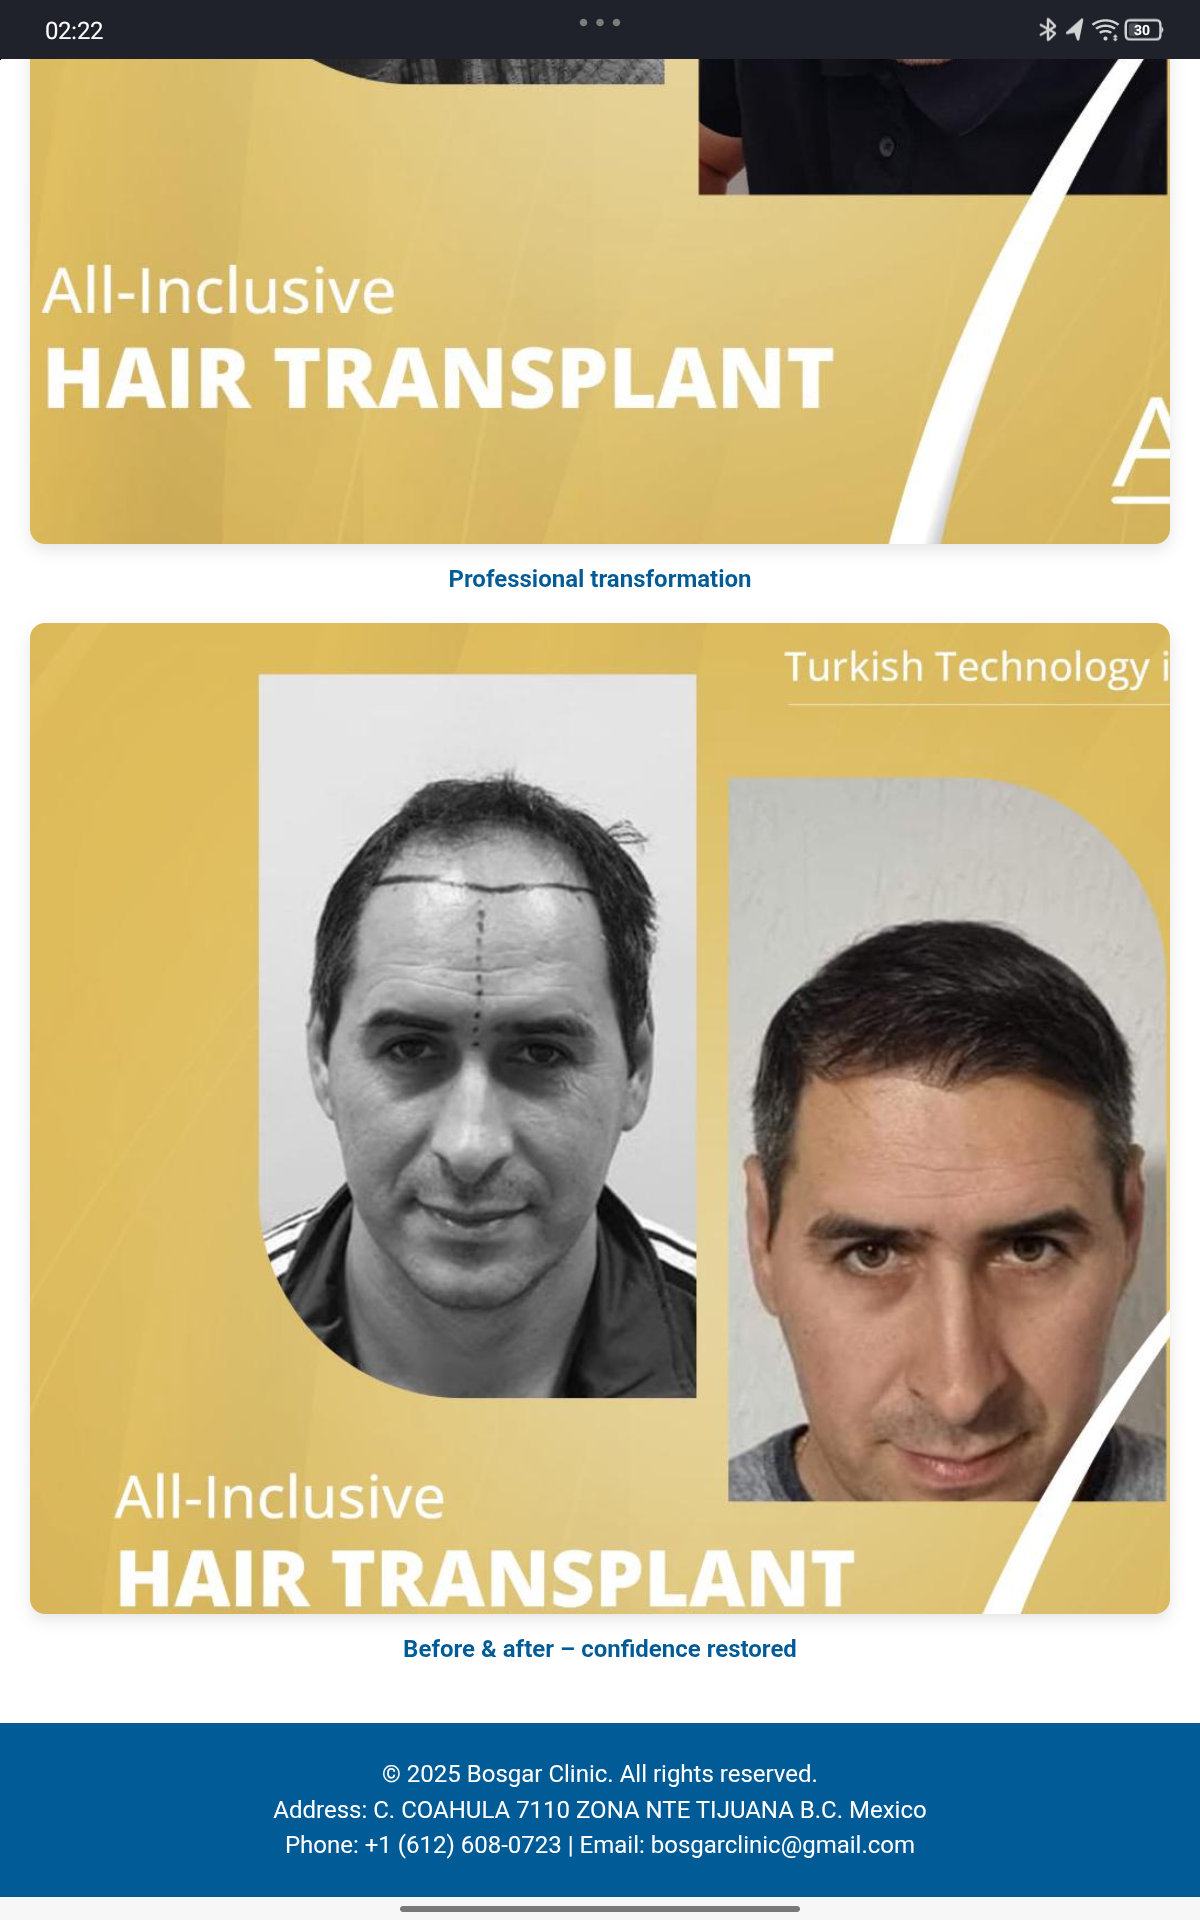 02:22
30
All-Inclusive
HAIR TRANSPLANT
A
Professional transformation
Turkish Technology i
All-Inclusive
HAIR TRANSPLANT
Before & after – confidence restored
© 2025 Bosgar Clinic. All rights reserved.
Address: C. COAHULA 7110 ZONA NTE TIJUANA B.C. Mexico
Phone: +1 (612) 608-0723 | Email: bosgarclinic@gmail.com